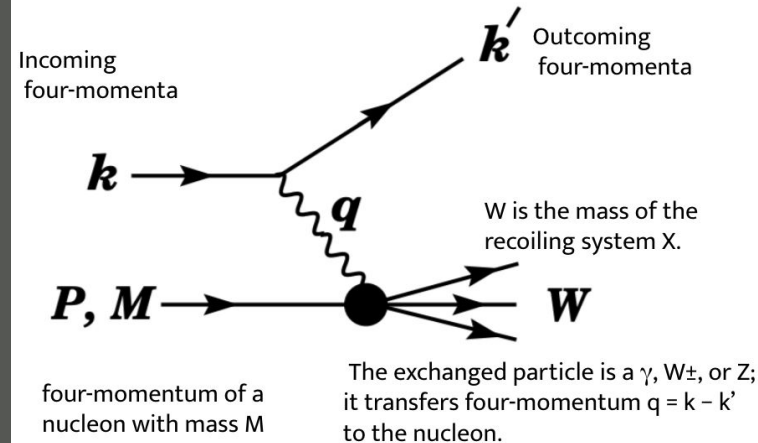 k′ Outcoming
four-momenta
Incoming
four-momenta
k
q
W is the mass of the
recoiling system X.
P, M
W
The exchanged particle is a γ, W±, or Z;
it transfers four-momentum q = k – k’
to the nucleon.
four-momentum of a
nucleon with mass M